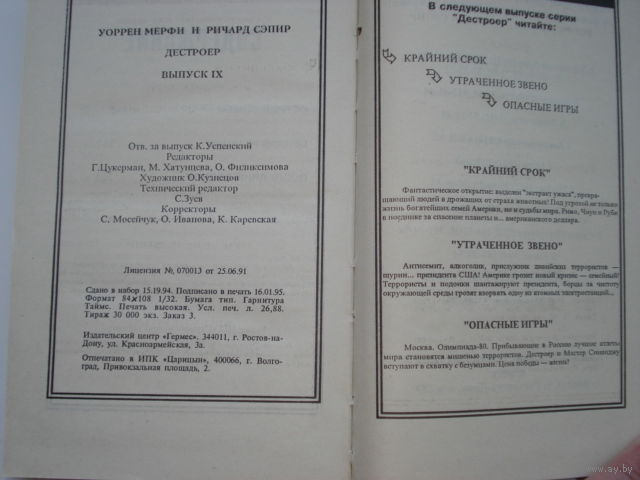 УОРРЕН МЕРФИ И РИЧАРД СЭПИР
ДЕСТРОЕР
ВЫПУСК IX
Отв. за выпуск К.Успенский
Редакторы
Г.Цукерман, М. Хатунцева, О. Филиксимова
Художник О.Кузнецов
Технический редактор
С.Зуев
Корректоры
С. Мосейчук, О. Иванова, К. Каревская
Лицензия №, 070013 от 25.06.91
Сдано в набор 15.19.94. Подписано в печать 16.01.95.
Формат 84×108 1/32. Бумага тип. Гарнитура
Таймс. Печать высокая. Усл. печ. л. 26,88.
Тираж 30 000 экз. Заказ 3.
Издательский центр «Гермес». 344011, г. Ростов-на-
Дону, ул. Красноармейская, 3а.
Отпечатано в ИПК «Царицын», 400066, г. Волго-
град, Привокзальная площадь, 2.
В следующем выпуске серии
"Дестроер" читайте:
КРАЙНИЙ СРОК
УТРАЧЕННОЕ ЗВЕНО
ОПАСНЫЕ ИГРЫ
"КРАЙНИЙ СРОК"
Фантастическое открытие: выделен "экстракт ужаса", превра-
щающий людей в дрожащих от страха животных! Под угрозой не только
жизнь богатейших семей Америки, но и судьбы мира. Римо, Чиун и Руби
в поединке за спасение планеты и... американского доллара.
"УТРАЧЕННОЕ ЗВЕНО"
Антисемит, алкоголик, прислужник ливийских террористов —
шурин... президента США! Америке грозит новый кризис — семейный!
Террористы и подонки шантажируют президента, борцы за чистоту
окружающей среды грозят взорвать одну из атомных электростанций...
"ОПАСНЫЕ ИГРЫ"
Москва. Олимпиада-80. Прибывающие в Россию лучшие атлеты
мира становятся мишенью террористов. Дестроер и Мастер Синанджу
вступают в схватку с безумцами. Цена победы — жизнь!
ay.by